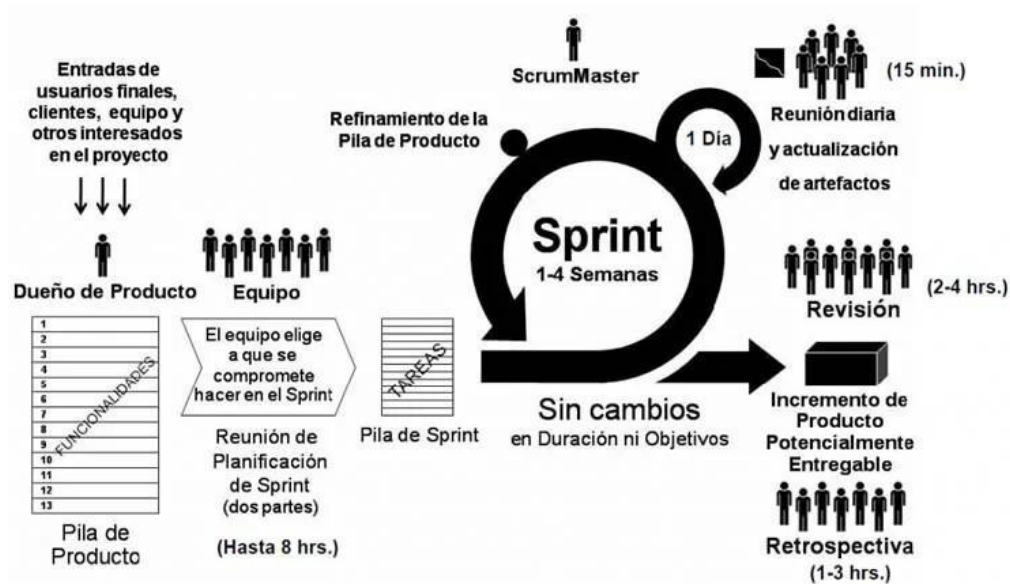 Entradas de
usuarios finales,
clientes, equipo y
otros interesados
en el proyecto
Dueño de Producto
1
2
3
4
5
6
7
8
9
10
11
12
13
FUNCIONALIDADES
Pila de
Producto
Equipo
El equipo elige
a que se
compromete
hacer en el Sprint
Reunión de
Planificación
de Sprint
(dos partes)
(Hasta 8 hrs.)
TAREAS
Pila de Sprint
ScrumMaster
Refinamiento de la
Pila de Producto
1 Día
Sprint
1-4 Semanas
Sin cambios
en Duración ni Objetivos
(15 min.)
Reunión diaria
y actualización
de artefactos
Revisión
(2-4 hrs.)
Incremento de
Producto
Potencialmente
Entregable
Retrospectiva
(1-3 hrs.)